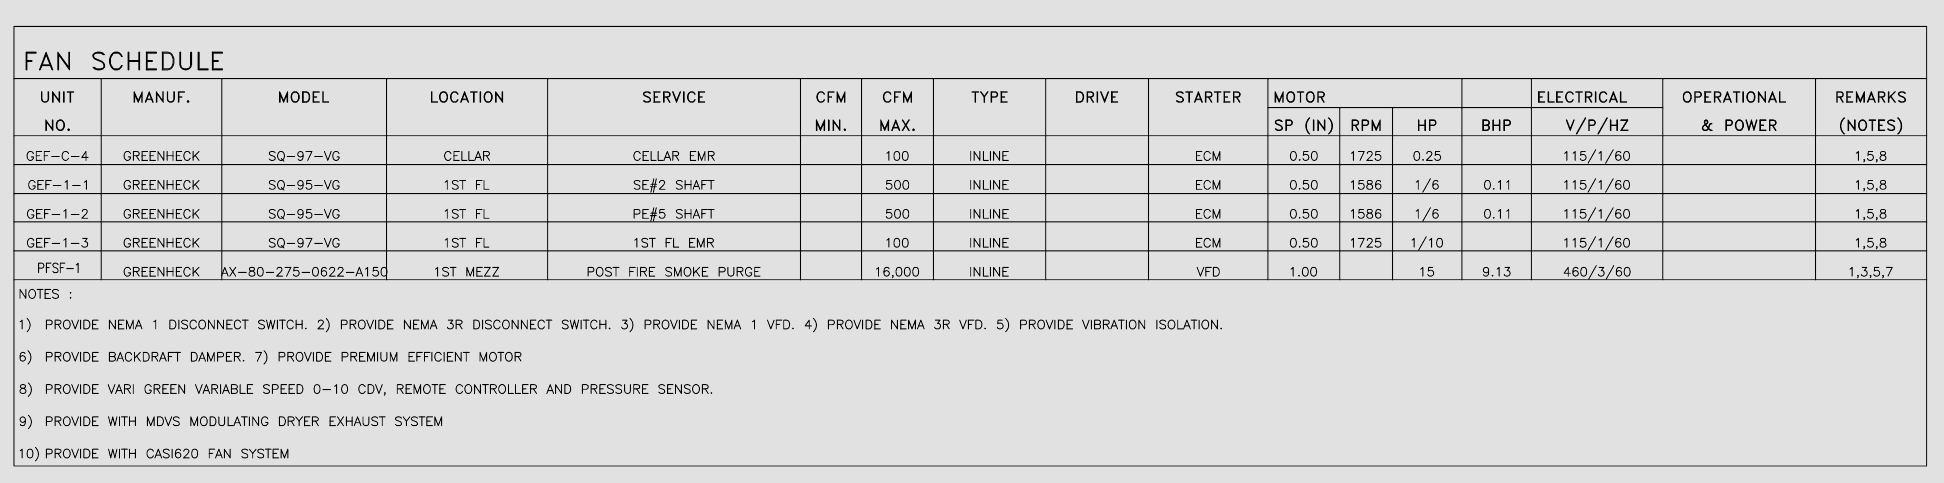 FAN SCHEDULE
UNIT NO. MANUF. MODEL LOCATION SERVICE CFM MIN. CFM MAX. TYPE DRIVE STARTER MOTOR SP (IN) RPM HP BHP ELECTRICAL V/P/HZ OPERATIONAL & POWER REMARKS (NOTES)
GEF-C-4 GREENHECK SQ-97-VG CELLAR CELLAR EMR 100 INLINE ECM 0.50 1725 0.25 115/1/60 1,5,8
GEF-1-1 GREENHECK SQ-95-VG 1ST FL SE#2 SHAFT 500 INLINE ECM 0.50 1586 1/6 0.11 115/1/60 1,5,8
GEF-1-2 GREENHECK SQ-95-VG 1ST FL PE#5 SHAFT 500 INLINE ECM 0.50 1586 1/6 0.11 115/1/60 1,5,8
GEF-1-3 GREENHECK SQ-97-VG 1ST FL 1ST FL EMR 100 INLINE ECM 0.50 1725 1/10 115/1/60 1,5,8
PFSF-1 GREENHECK AX-80-275-0622-A150 1ST MEZZ POST FIRE SMOKE PURGE 16,000 INLINE VFD 1.00 15 9.13 460/3/60 1,3,5,7
NOTES :
1) PROVIDE NEMA 1 DISCONNECT SWITCH. 2) PROVIDE NEMA 3R DISCONNECT SWITCH. 3) PROVIDE NEMA 1 VFD. 4) PROVIDE NEMA 3R VFD. 5) PROVIDE VIBRATION ISOLATION.
6) PROVIDE BACKDRAFT DAMPER. 7) PROVIDE PREMIUM EFFICIENT MOTOR
8) PROVIDE VARI GREEN VARIABLE SPEED 0-10 CDV, REMOTE CONTROLLER AND PRESSURE SENSOR.
9) PROVIDE WITH MDVS MODULATING DRYER EXHAUST SYSTEM
10) PROVIDE WITH CASI620 FAN SYSTEM